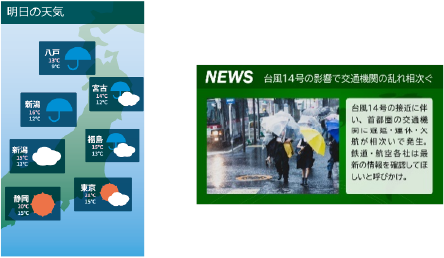 明日の天気
八戸
13℃
9℃
宮古
14℃
12℃
新潟
16℃
13℃
福島
15℃
13℃
新潟
15℃
13℃
東京
21℃
19℃
静岡
20℃
15℃
NEWS 台風14号の影響で交通機関の乱れ相次ぐ
台風14号の接近に伴
い、首都圏の交通機
関に遅延・運休・欠
航が相次いで発生。
鉄道・航空各社は最
新の情報を確認してほ
しいと呼びかけ。